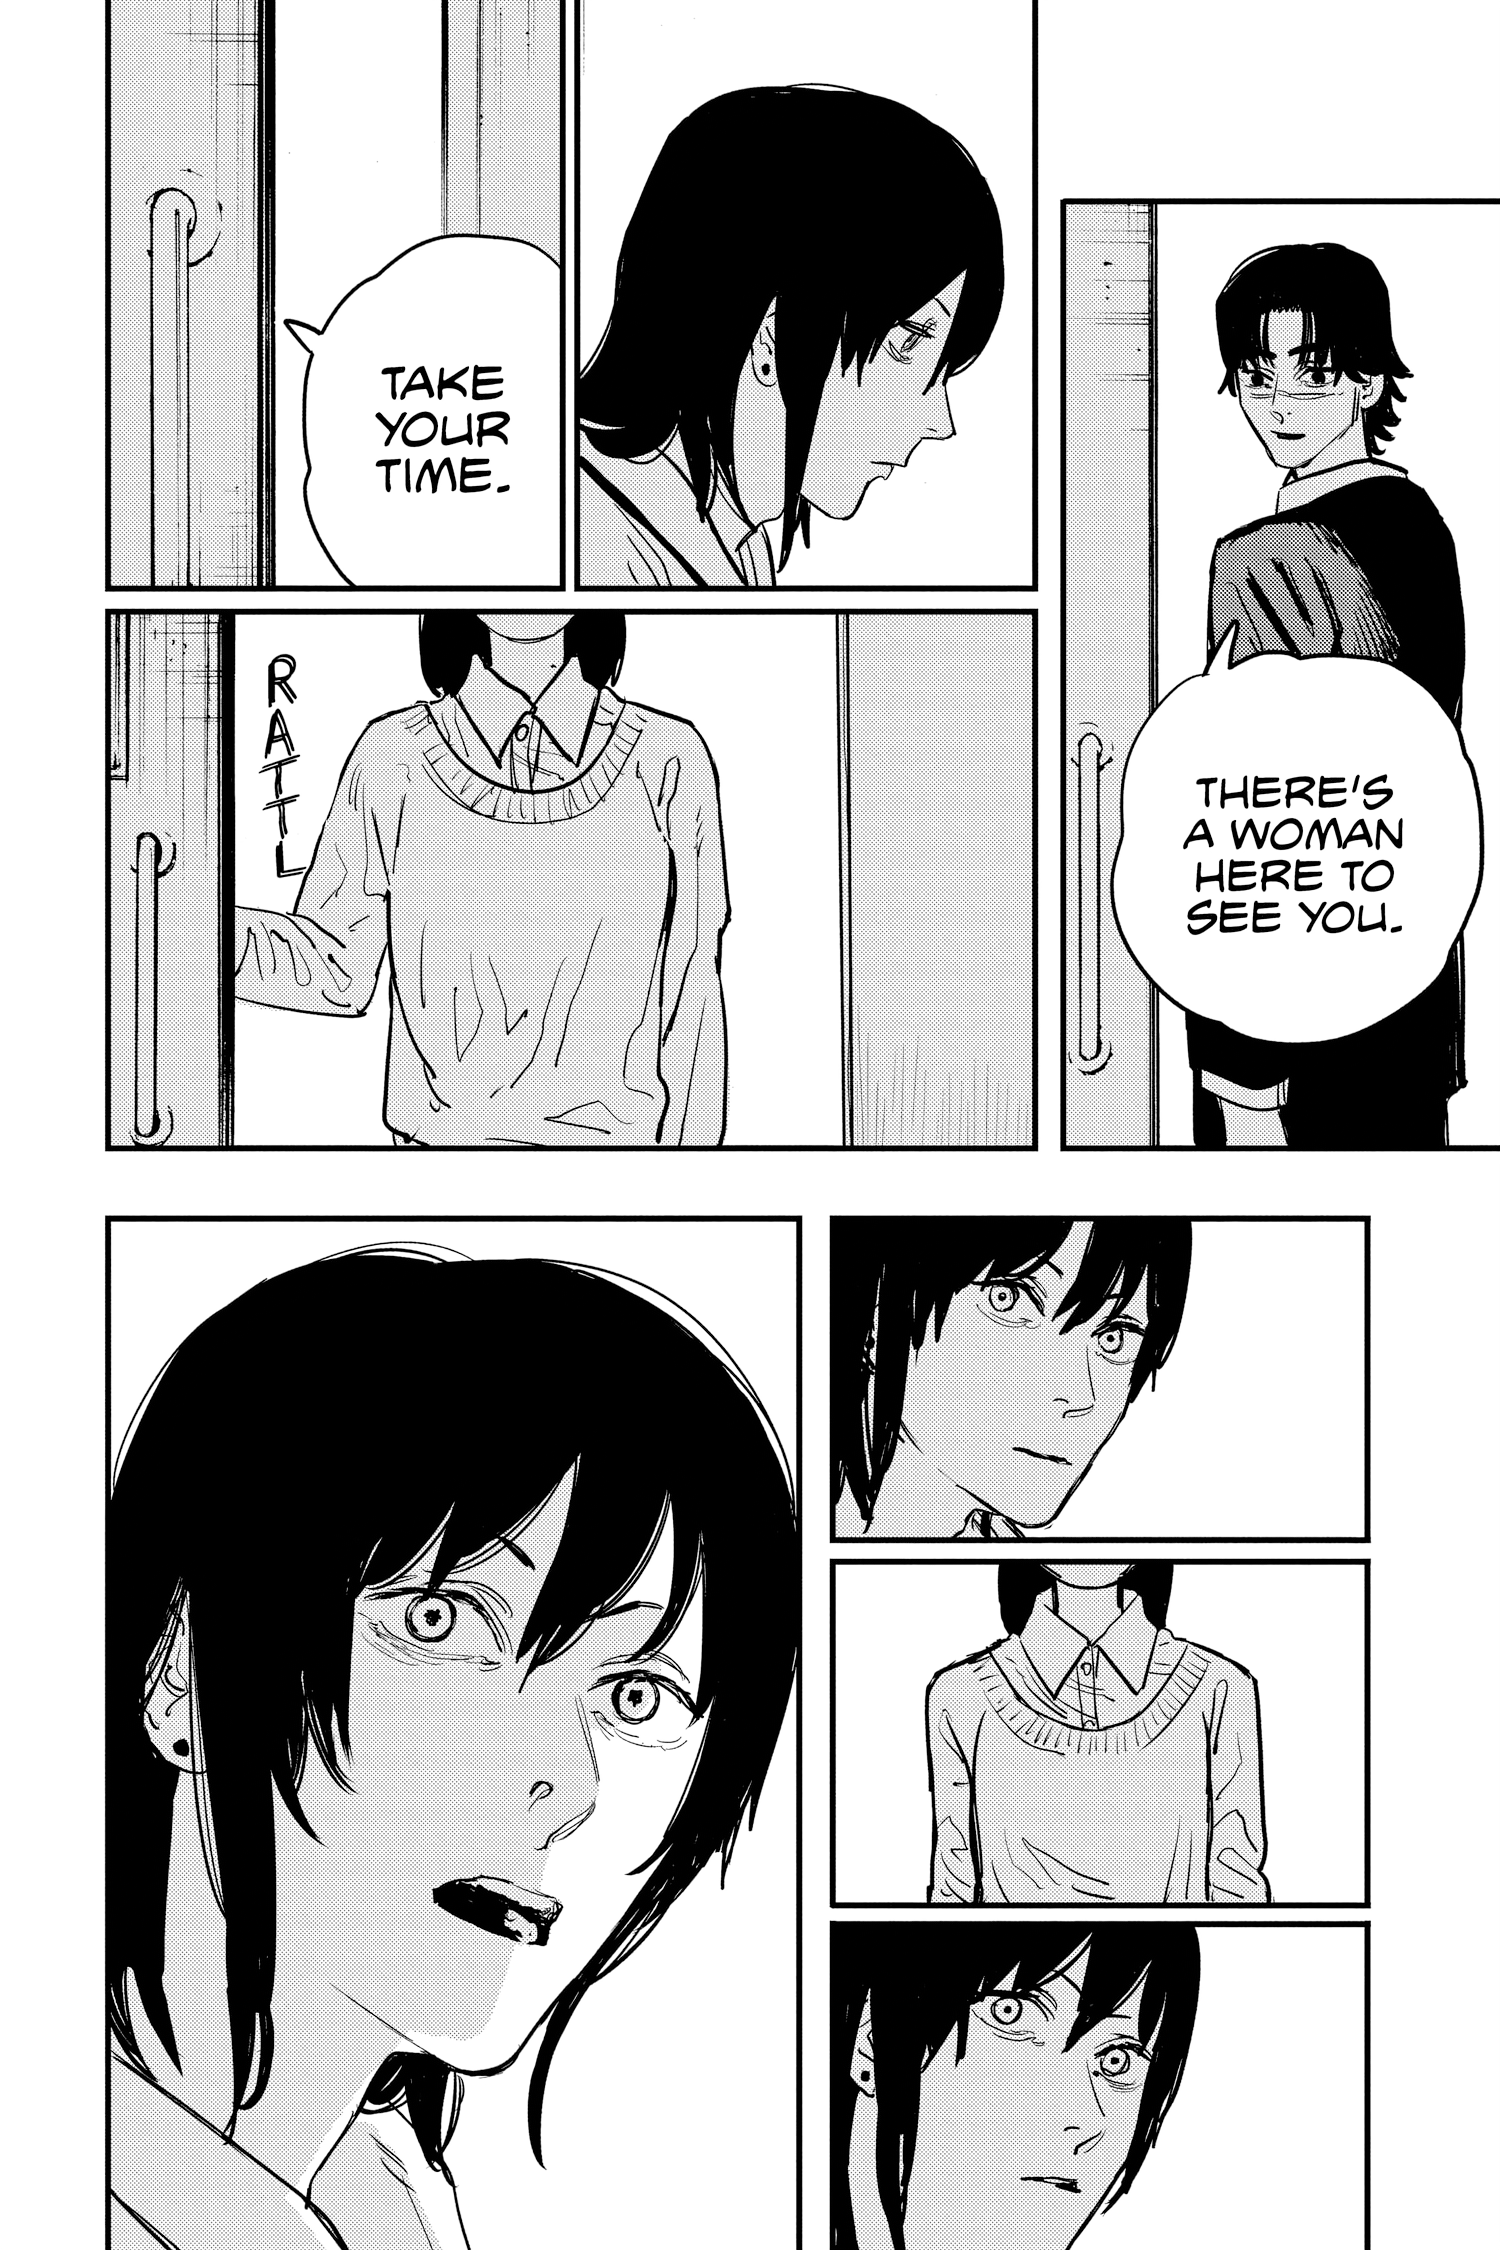 THERE'S
A WOMAN
HERE TO
SEE YOU.
TAKE
YOUR
TIME.
RATTL